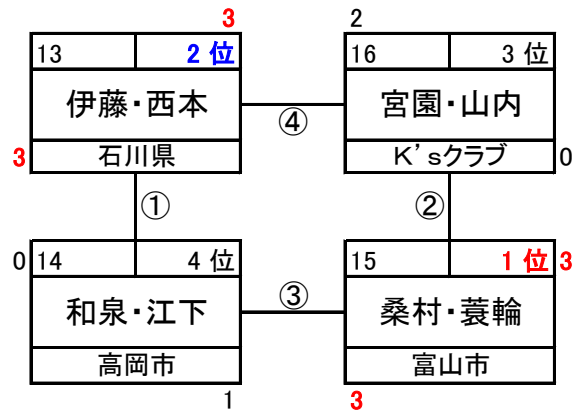 3 2
13 2 位 16 3 位
伊藤・西本 ④ 宮園・山内
3 石川県 K’sクラブ 0
① ②
0 14 4 位 15 1 位 3
和泉・江下 ③ 桑村・蓑輪
高岡市 富山市
1 3